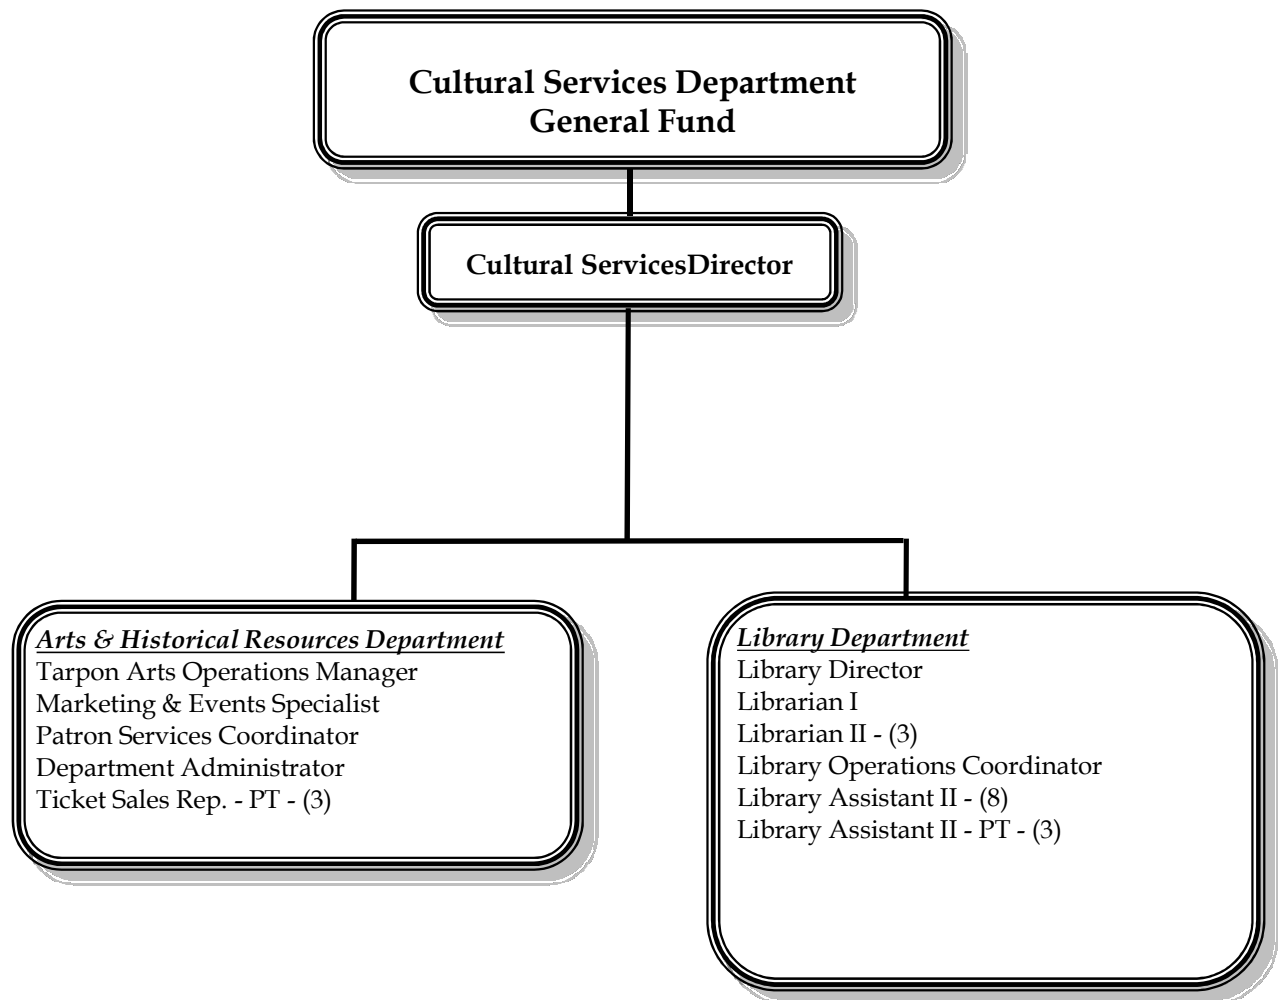 Cultural Services Department
General Fund
Cultural ServicesDirector
Arts & Historical Resources Department
Tarpon Arts Operations Manager
Marketing & Events Specialist
Patron Services Coordinator
Department Administrator
Ticket Sales Rep. - PT - (3)
Library Department
Library Director
Librarian I
Librarian II - (3)
Library Operations Coordinator
Library Assistant II - (8)
Library Assistant II - PT - (3)